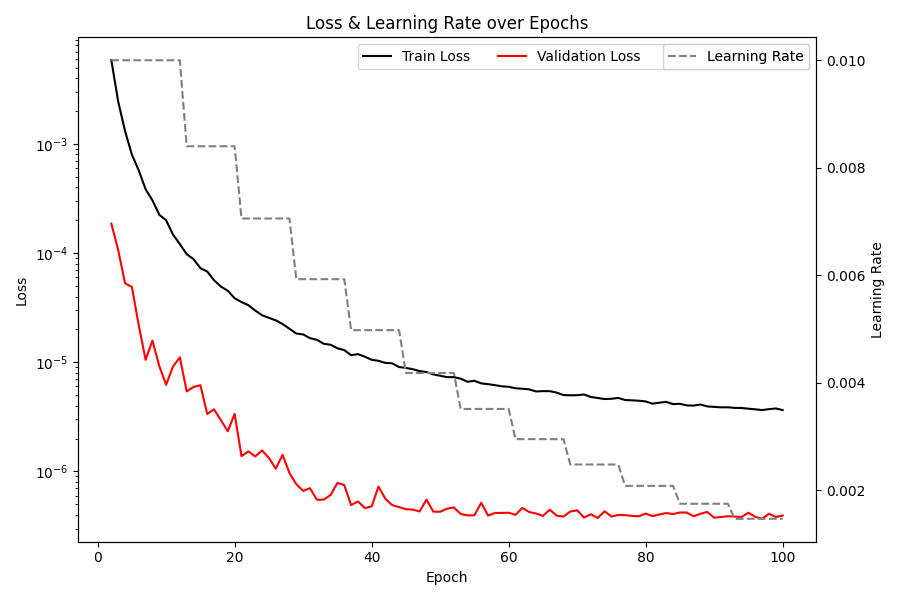 Loss & Learning Rate over Epochs
Train Loss
Validation Loss
Learning Rate
Loss
10⁻³
10⁻⁴
10⁻⁵
10⁻⁶
0.010
0.008
0.006
0.004
0.002
Learning Rate
0 20 40 60 80 100
Epoch